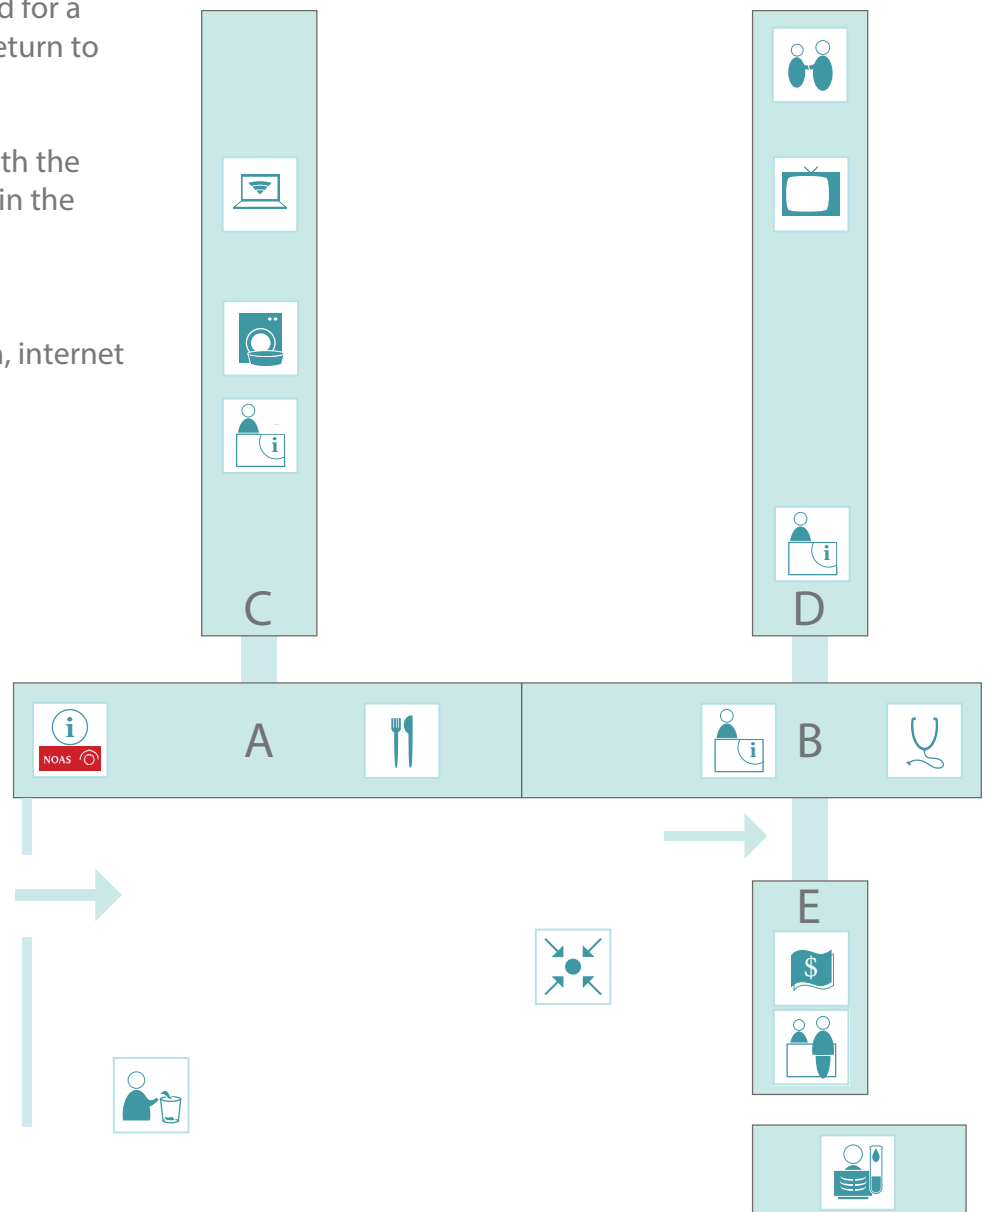 d for a
eturn to
th the
in the
, internet
i
C
i
D
i
NOAS
A
i
B
E
$